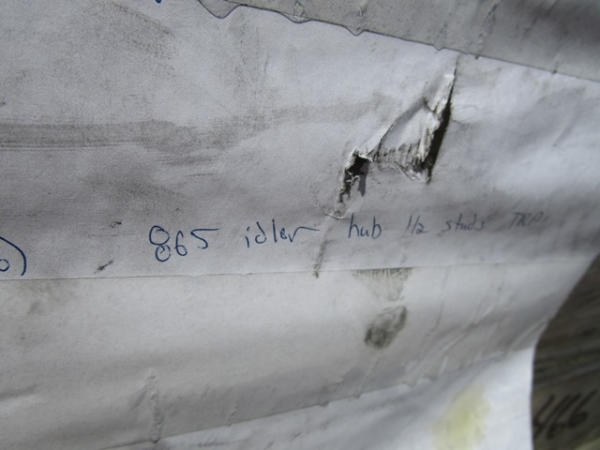 865 idler hub 1/2 studs